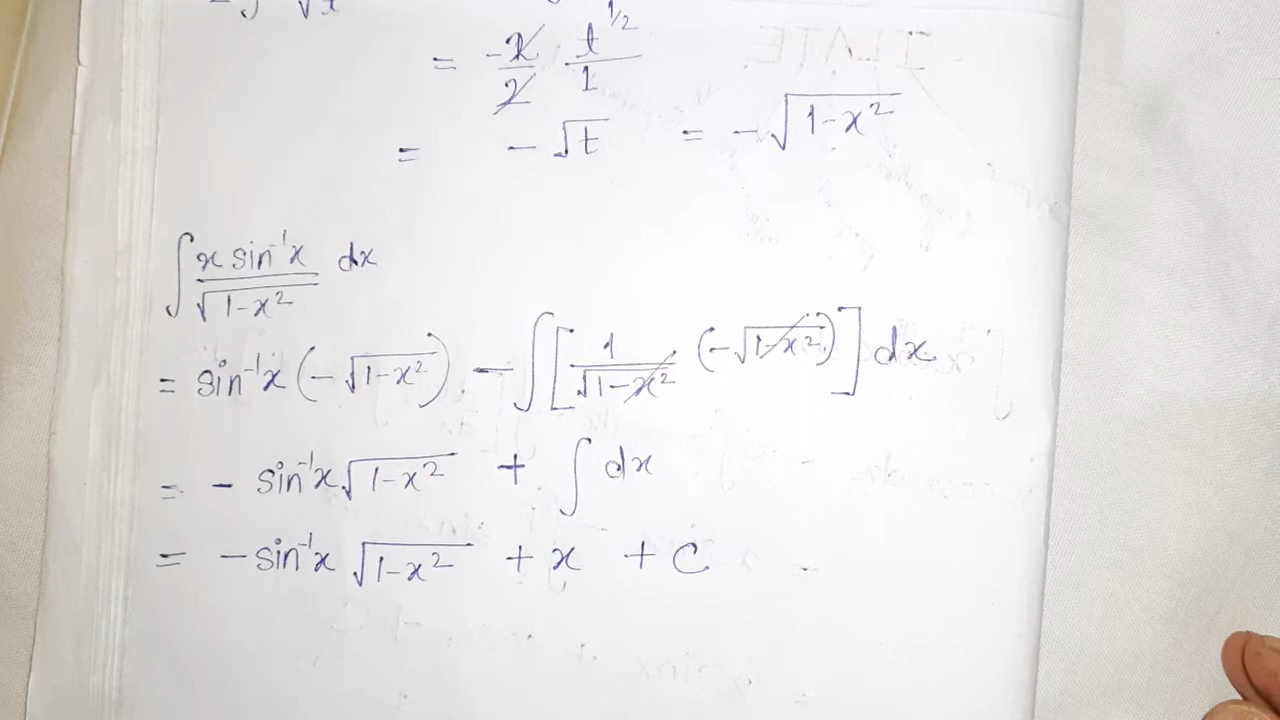 = -2/2 t^1/2/1
= -√t = -√1-x²
∫ x sin⁻¹x/√1-x² dx
= sin⁻¹x (-√1-x²) - ∫ [1/√1-x² (-√1-x²)] dx
= - sin⁻¹x √1-x² + ∫ dx
= - sin⁻¹x √1-x² + x + c